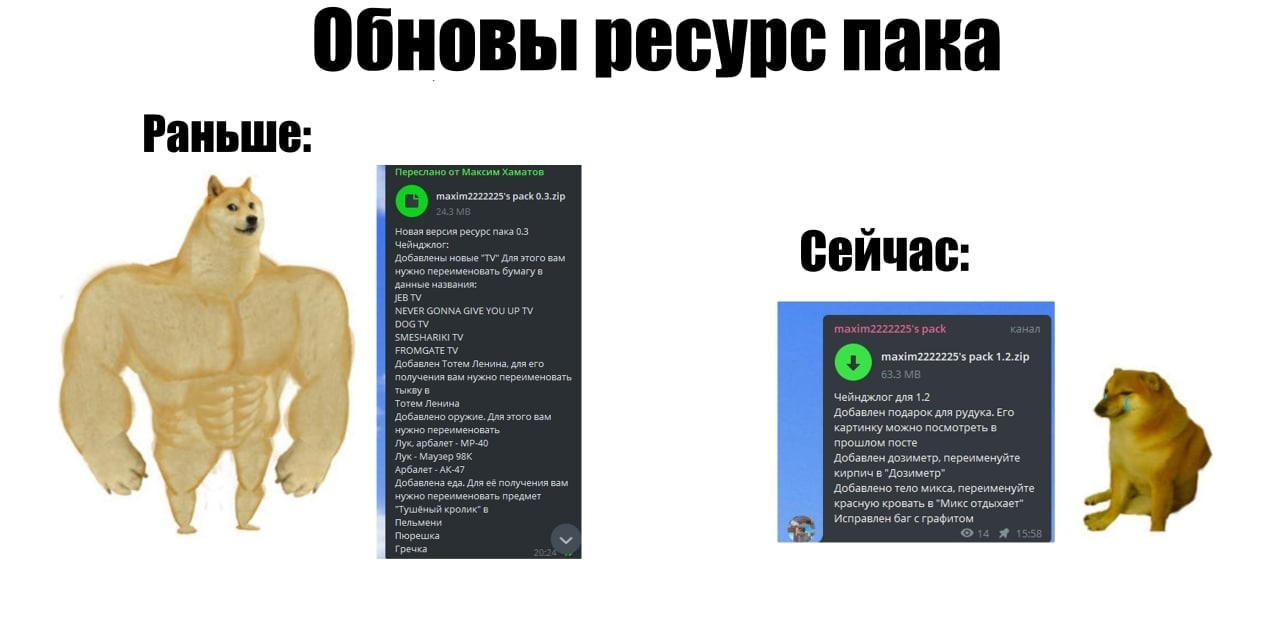 Обновы ресурс пака
Раньше:
Переслано от Максим Хаматов
maxim2222225's pack 0.3.zip
24.3 MB
Новая версия ресурс пака 0.3
Чейнджлог:
Добавлены новые "TV" Для этого вам
нужно переименовать бумагу в
данные названия:
JEB TV
NEVER GONNA GIVE YOU UP TV
DOG TV
SMESHARIKI TV
FROMGATE TV
Добавлен Тотем Ленина, для его
получения вам нужно переименовать
тыкву в
Тотем Ленина
Добавлено оружие. Для этого вам
нужно переименовать
Лук, арбалет - МР-40
Лук - Маузер 98К
Арбалет - АК-47
Добавлена еда. Для её получения вам
нужно переименовать предмет
"Тушёный кролик" в
Пельмени
Пюрешка
Гречка
20:24
Сейчас:
maxim2222225's pack канал
maxim2222225's pack 1.2.zip
63.3 MB
Чейнджлог для 1.2
Добавлен подарок для рудука. Его
картинку можно посмотреть в
прошлом посте
Добавлен дозиметр, переименуйте
кирпич в "Дозиметр"
Добавлено тело микса, переименуйте
красную кровать в "Микс отдыхает"
Исправлен баг с графитом
14 15:58